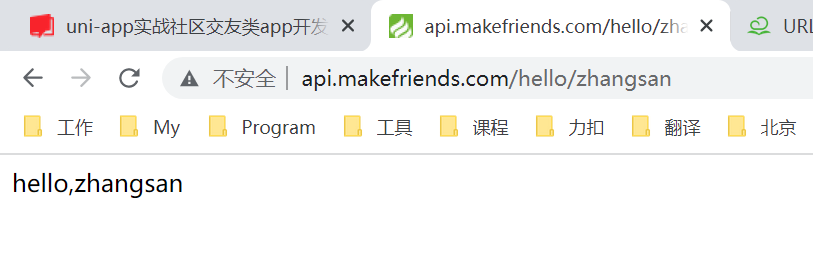 uni-app实战社区交友类app开发 api.makefriends.com/hello/zha URL
不安全 api.makefriends.com/hello/zhangsan
工作 My Program 工具 课程 力扣 翻译 北京
hello,zhangsan